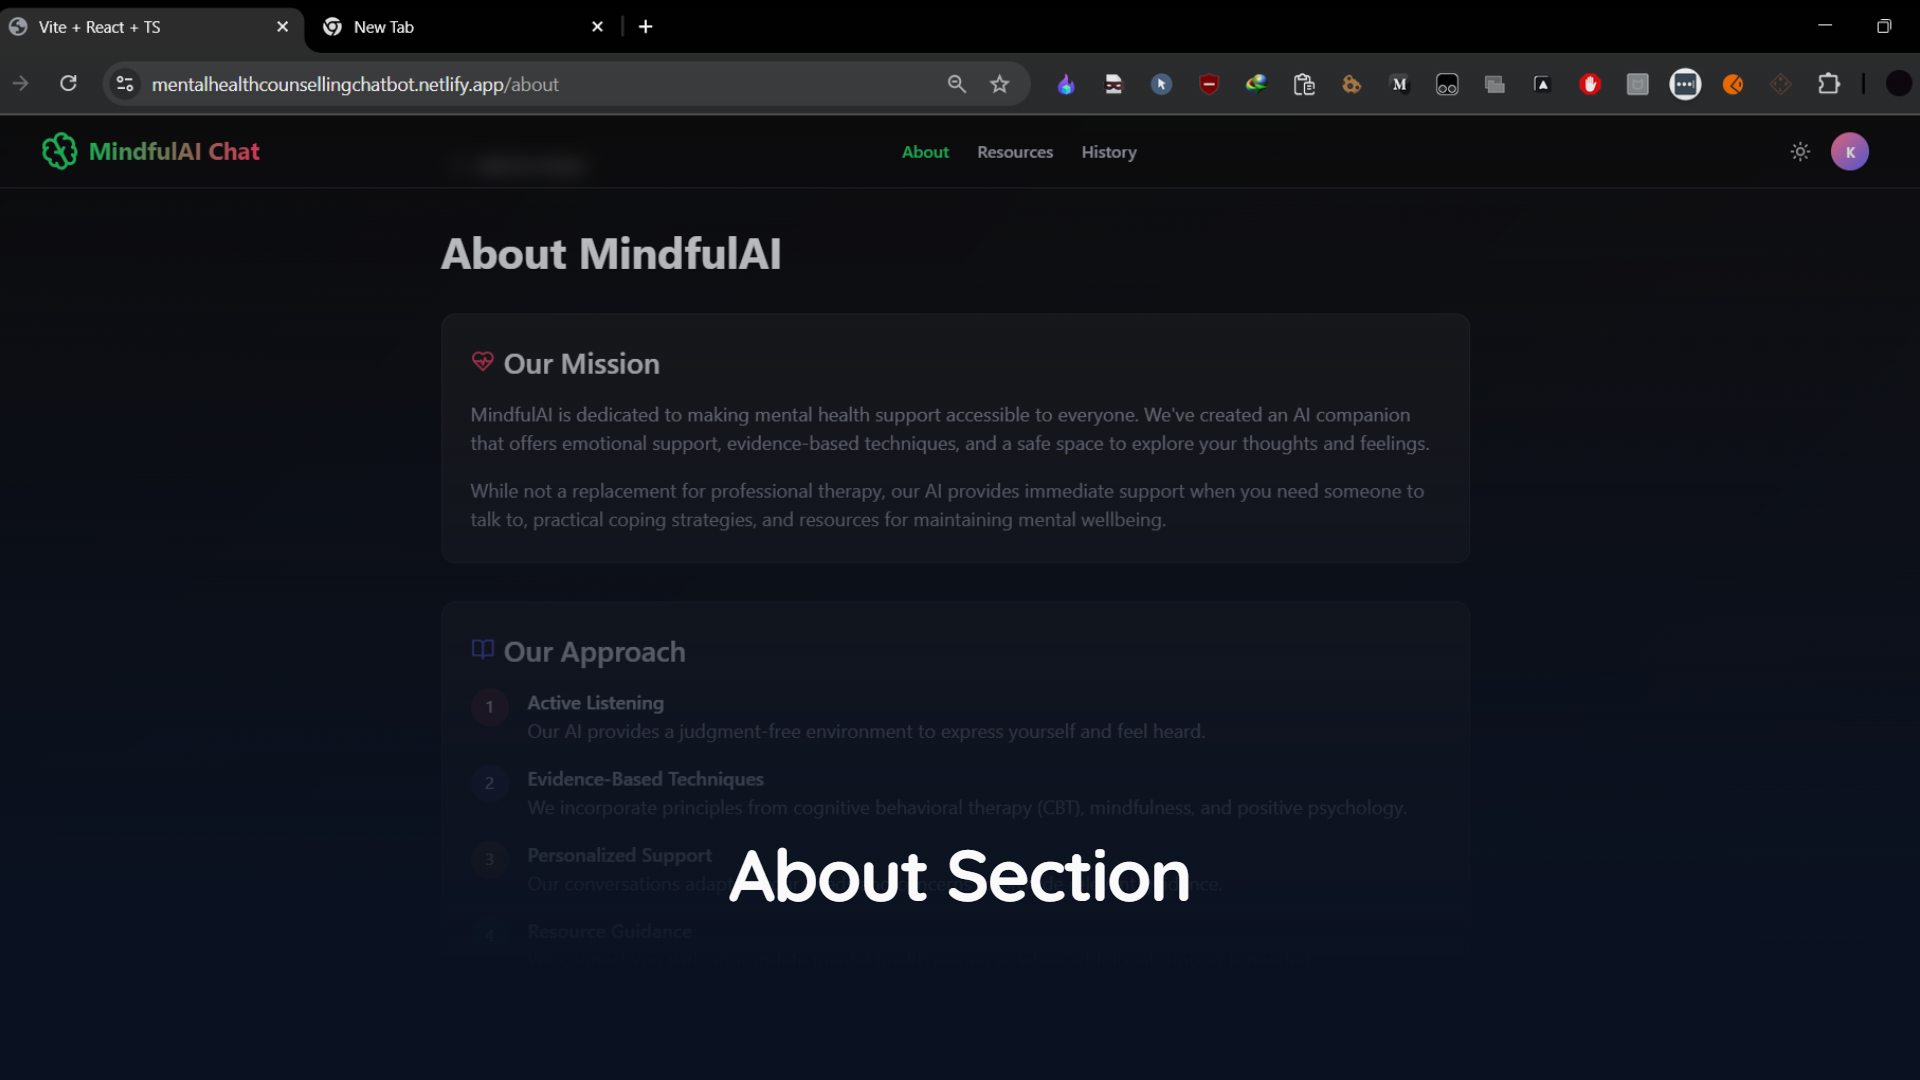 Vite + React + TS
New Tab
mentalhealthcounsellingchatbot.netlify.app/about
MindfulAI Chat
About
Resources
History
K
About MindfulAI
Our Mission
MindfulAI is dedicated to making mental health support accessible to everyone. We've created an AI companion
that offers emotional support, evidence-based techniques, and a safe space to explore your thoughts and feelings.
While not a replacement for professional therapy, our AI provides immediate support when you need someone to
talk to, practical coping strategies, and resources for maintaining mental wellbeing.
Our Approach
1
Active Listening
Our AI provides a judgment-free environment to express yourself and feel heard.
2
Evidence-Based Techniques
We incorporate principles from cognitive behavioral therapy (CBT), mindfulness, and positive psychology.
3
Personalized Support
Our conversations
About Section
4
Resource Guidance